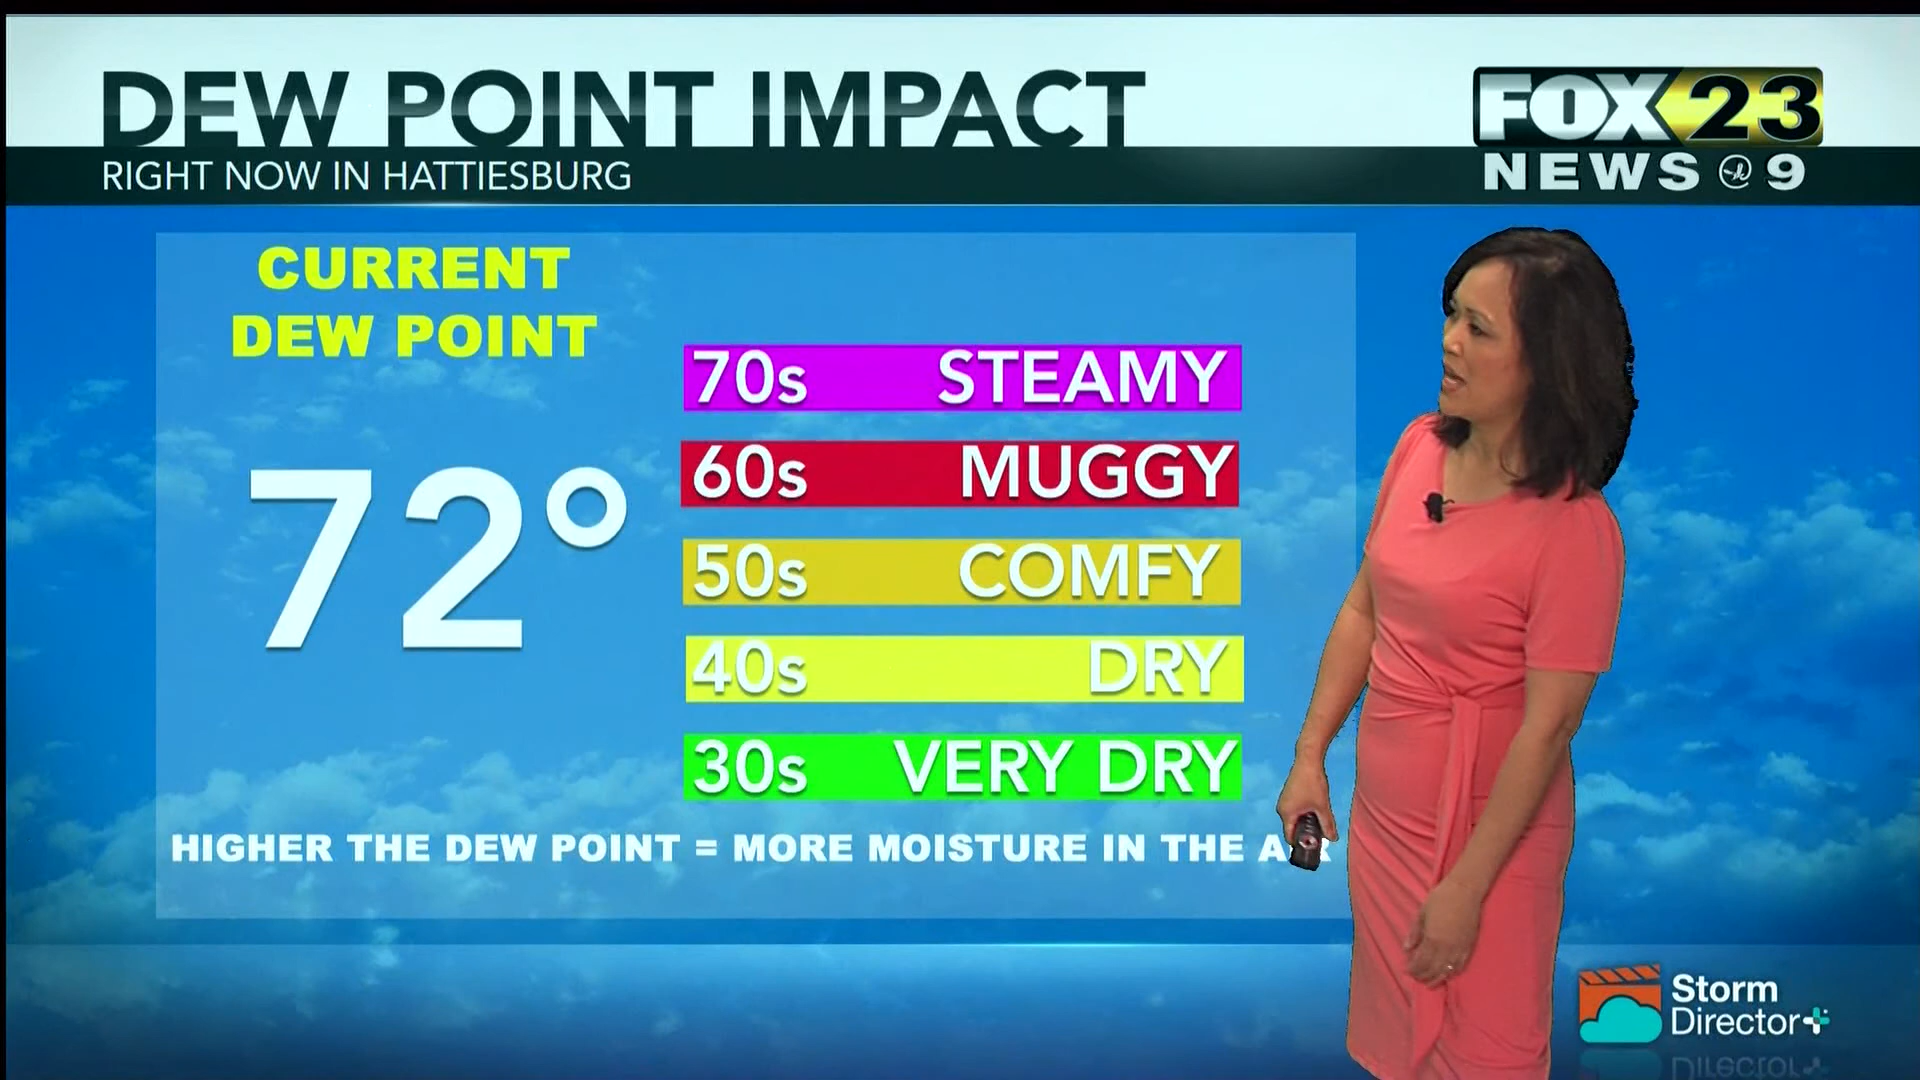 DEW POINT IMPACT
RIGHT NOW IN HATTIESBURG
FOX 23
NEWS @ 9
CURRENT
DEW POINT
72°
70s STEAMY
60s MUGGY
50s COMFY
40s DRY
30s VERY DRY
HIGHER THE DEW POINT = MORE MOISTURE IN THE AIR
Storm
Director+